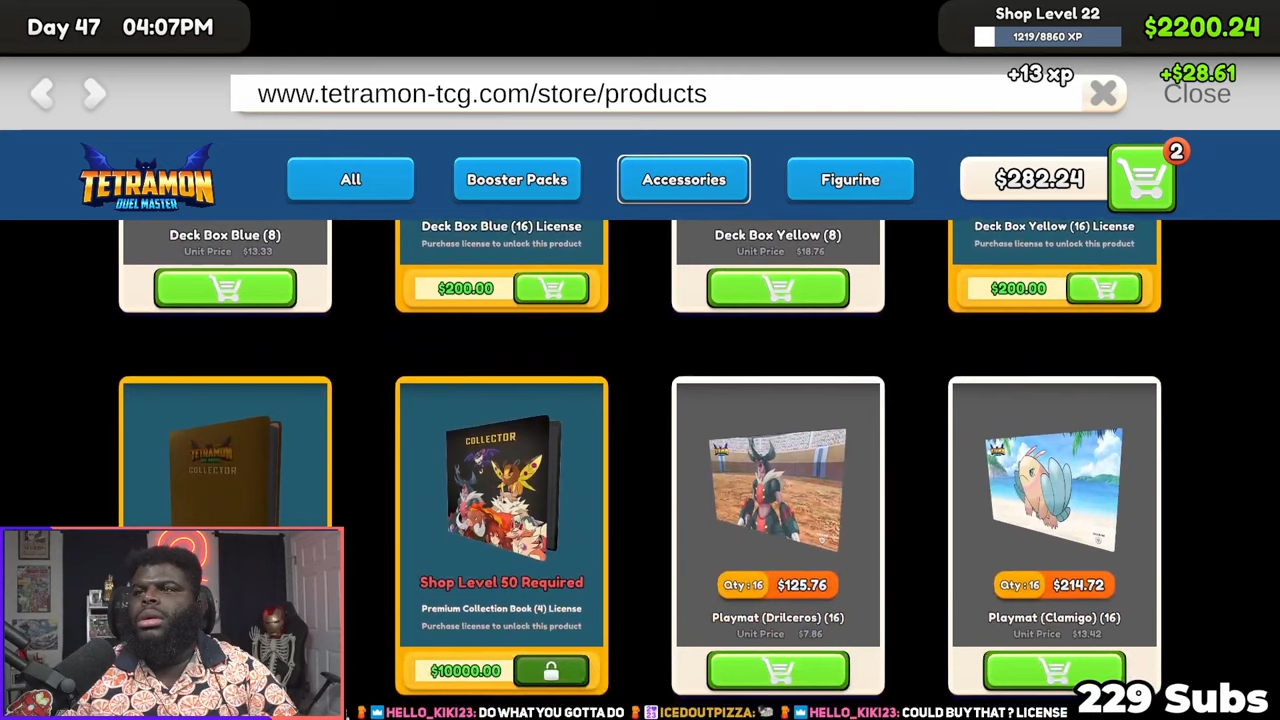 Day 47 04:07PM
Shop Level 22
1219/8860 XP
$2200.24
+13 xp
+$28.61
www.tetramon-tcg.com/store/products
Close
TETRAMON
DUEL MASTER
All
Booster Packs
Accessories
Figurine
$282.24
2
Deck Box Blue (8)
Unit Price $13.33
Deck Box Blue (16) License
Purchase license to unlock this product
$200.00
Deck Box Yellow (8)
Unit Price $18.76
Deck Box Yellow (16) License
Purchase license to unlock this product
$200.00
TETRAMON
COLLECTOR
COLLECTOR
Shop Level 50 Required
Premium Collection Book (4) License
Purchase license to unlock this product
$10000.00
Qty: 16 $125.76
Playmat (Drilceros) (16)
Unit Price $7.86
Qty: 16 $214.72
Playmat (Clamigo) (16)
Unit Price $13.42
229 Subs
HELLO_KIKI23: DO WHAT YOU GOTTA DO ICEDOUTPIZZA: HELLO_KIKI23: COULD BUY THAT ? LICENSE